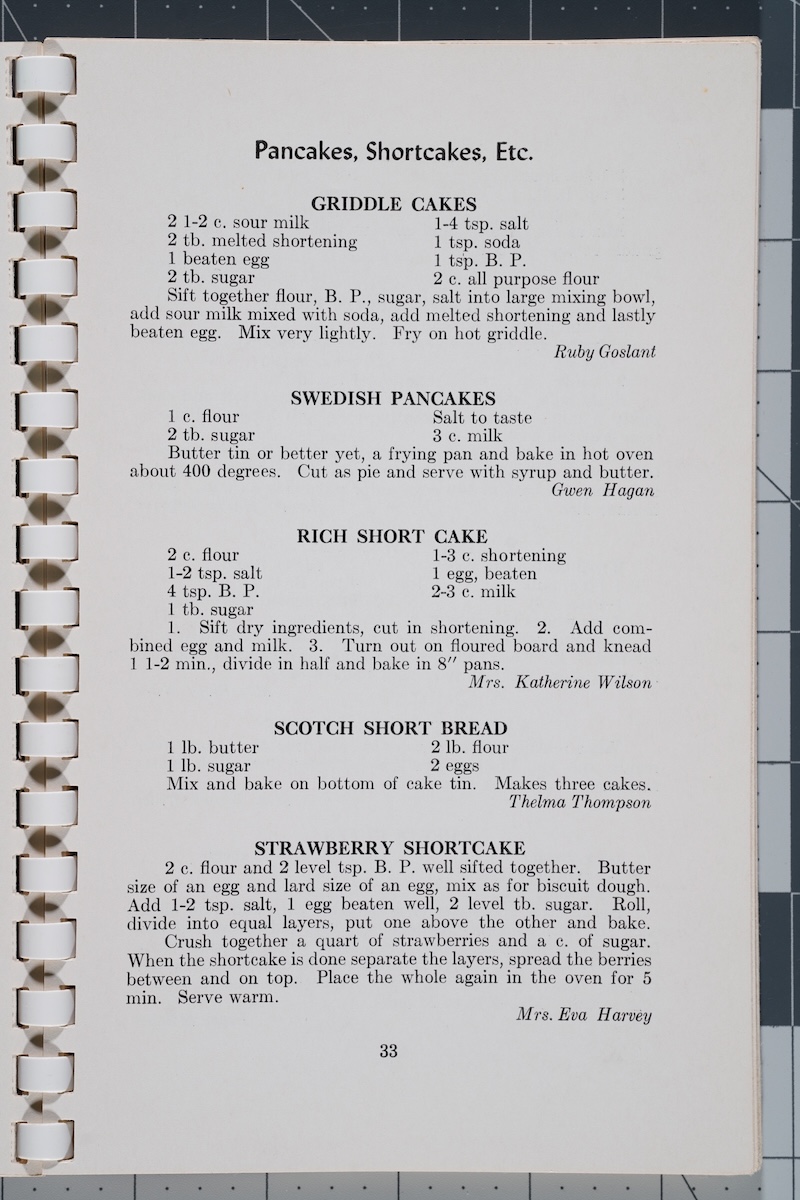 Pancakes, Shortcakes, Etc.
GRIDDLE CAKES
2 1-2 c. sour milk 1-4 tsp. salt
2 tb. melted shortening 1 tsp. soda
1 beaten egg 1 tsp. B. P.
2 tb. sugar 2 c. all purpose flour
Sift together flour, B. P., sugar, salt into large mixing bowl,
add sour milk mixed with soda, add melted shortening and lastly
beaten egg. Mix very lightly. Fry on hot griddle.
Ruby Goslant
SWEDISH PANCAKES
1 c. flour Salt to taste
2 tb. sugar 3 c. milk
Butter tin or better yet, a frying pan and bake in hot oven
about 400 degrees. Cut as pie and serve with syrup and butter.
Gwen Hagan
RICH SHORT CAKE
2 c. flour 1-3 c. shortening
1-2 tsp. salt 1 egg, beaten
4 tsp. B. P. 2-3 c. milk
1 tb. sugar
1. Sift dry ingredients, cut in shortening. 2. Add com-
bined egg and milk. 3. Turn out on floured board and knead
1 1-2 min., divide in half and bake in 8″ pans.
Mrs. Katherine Wilson
SCOTCH SHORT BREAD
1 lb. butter 2 lb. flour
1 lb. sugar 2 eggs
Mix and bake on bottom of cake tin. Makes three cakes.
Thelma Thompson
STRAWBERRY SHORTCAKE
2 c. flour and 2 level tsp. B. P. well sifted together. Butter
size of an egg and lard size of an egg, mix as for biscuit dough.
Add 1-2 tsp. salt, 1 egg beaten well, 2 level tb. sugar. Roll,
divide into equal layers, put one above the other and bake.
Crush together a quart of strawberries and a c. of sugar.
When the shortcake is done separate the layers, spread the berries
between and on top. Place the whole again in the oven for 5
min. Serve warm.
Mrs. Eva Harvey
33